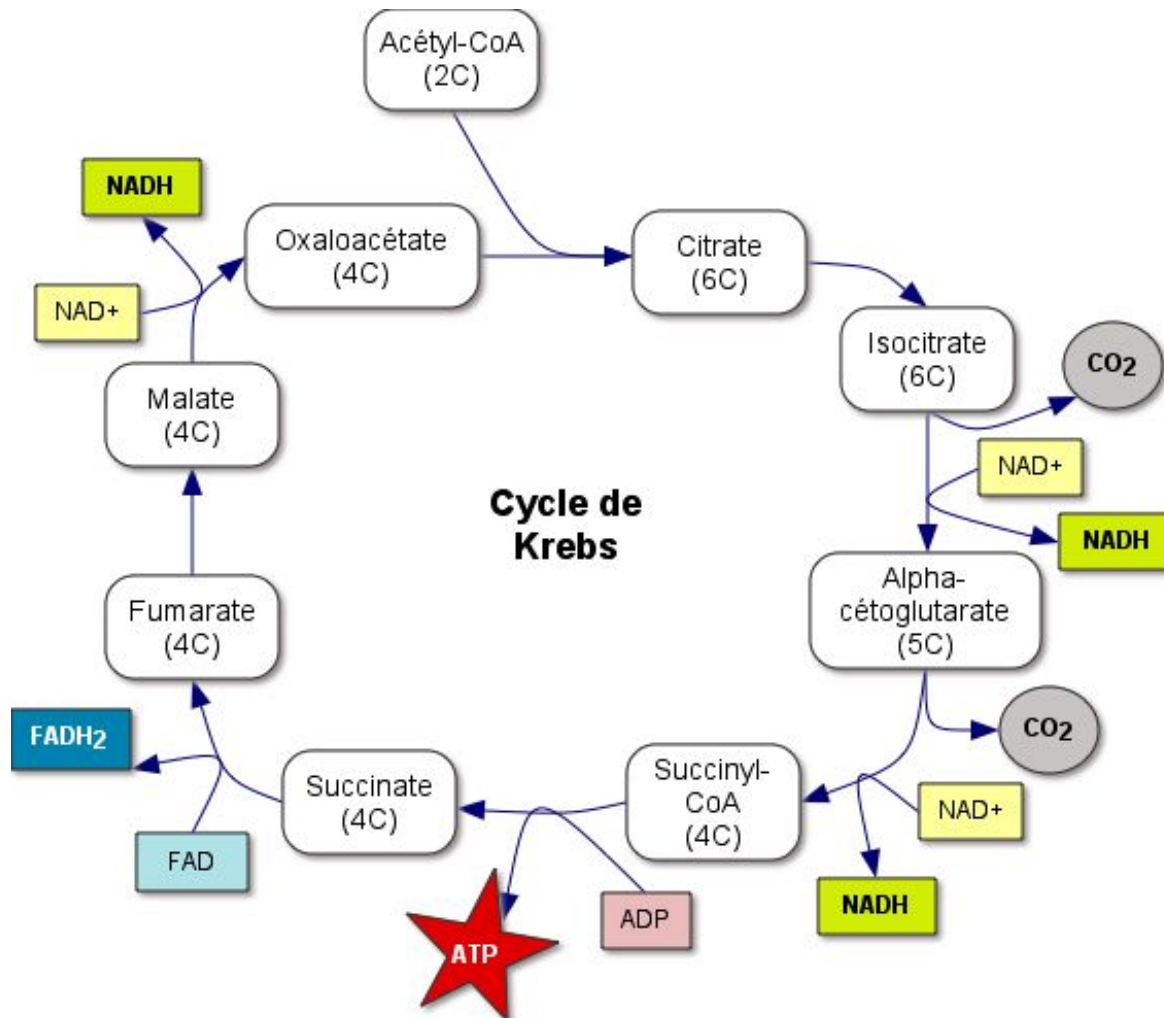 Acétyl-CoA
(2C)
NADH
Oxaloacétate
(4C)
Citrate
(6C)
NAD+
Isocitrate
(6C)
CO2
Malate
(4C)
NAD+
Cycle de
Krebs
NADH
Alpha-
cétoglutarate
(5C)
Fumarate
(4C)
FADH2
CO2
Succinate
(4C)
Succinyl-
CoA
(4C)
NAD+
FAD
ATP
ADP
NADH